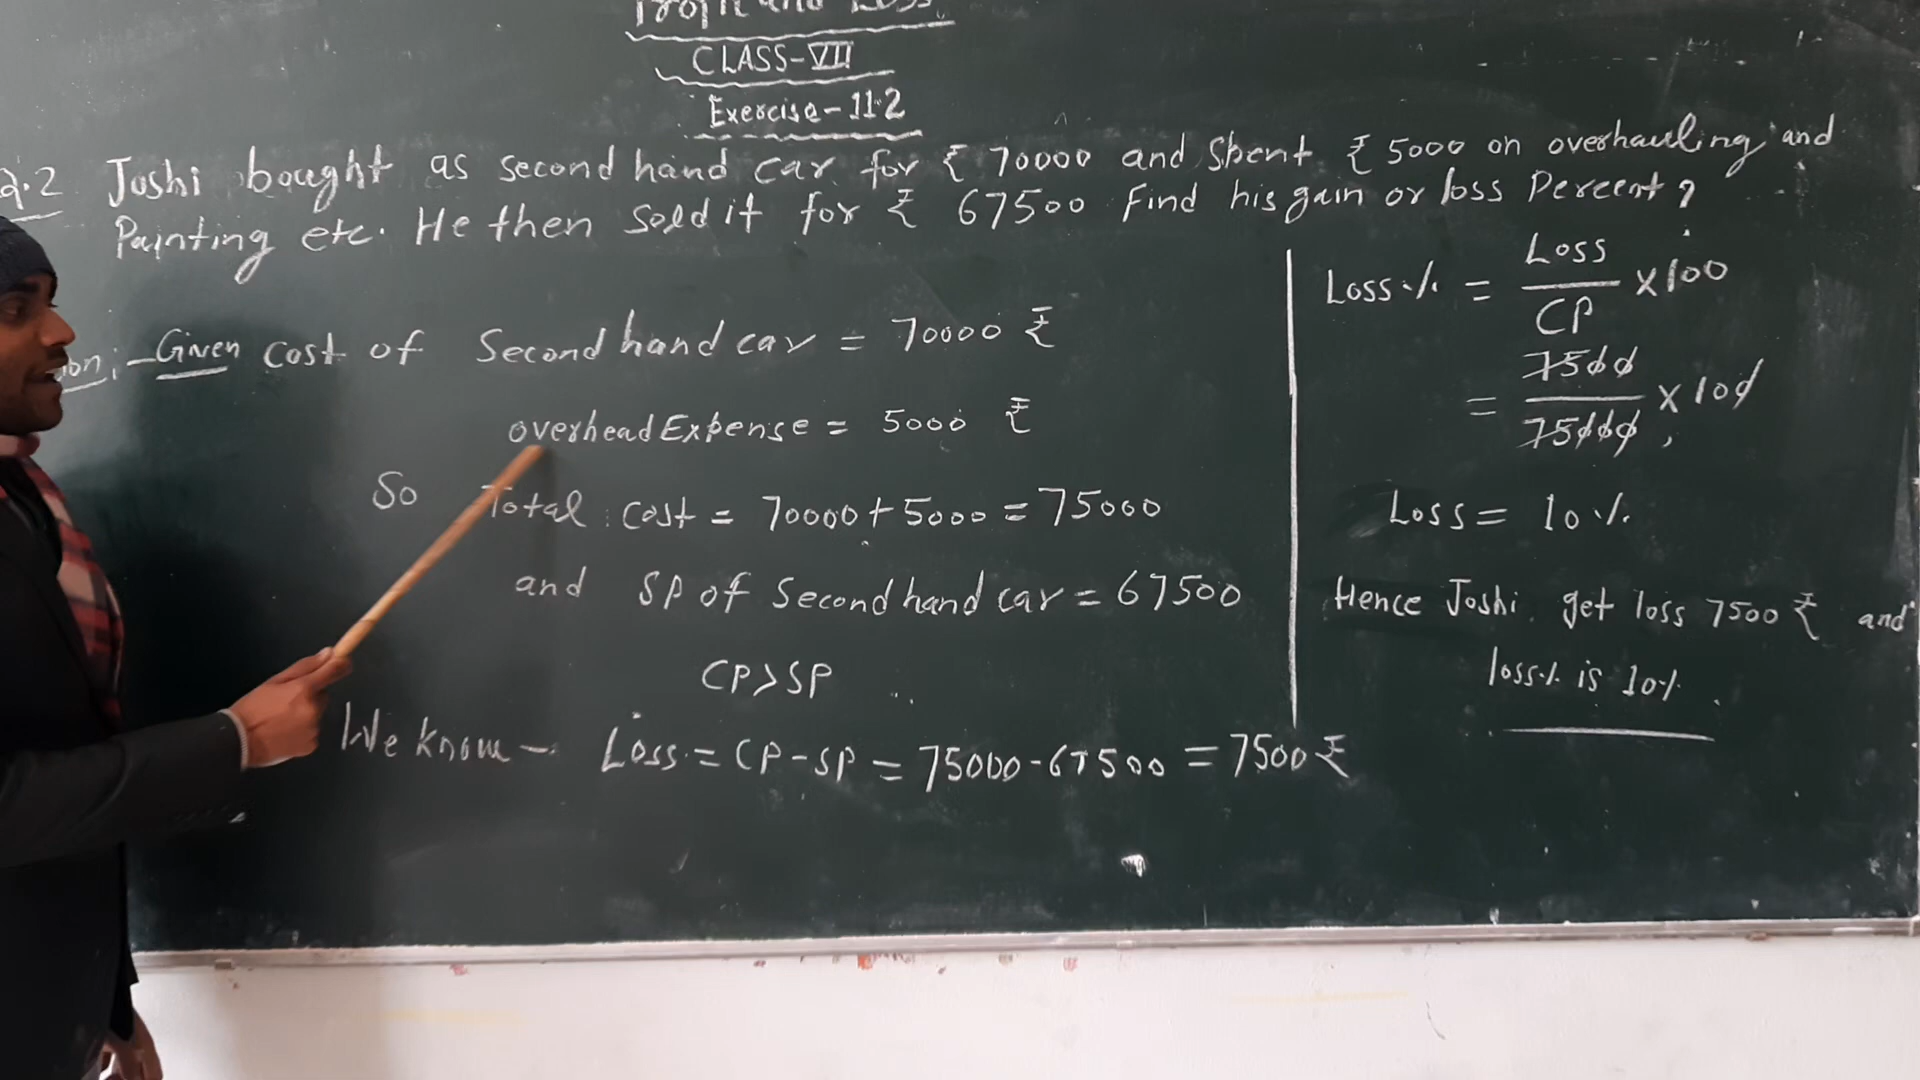 Profit and Loss
CLASS-VII
Exercise-11.2
Q.2 Joshi bought as second hand car for ₹ 70000 and Spent ₹ 5000 on overhauling and
Painting etc. He then Sold it for ₹ 67500 Find his gain or loss Percent?
ion:- Given cost of Second hand car = 70000 ₹
overhead Expense = 5000 ₹
So Total cost = 70000+5000 = 75000
and SP of Second hand car = 67500
CP>SP
We know - Loss = CP-SP = 75000-67500 = 7500 ₹
Loss% = Loss/CP ×100
= 7500/75000 ×100
Loss = 10%
Hence Joshi get loss 7500 ₹ and
loss% is 10%